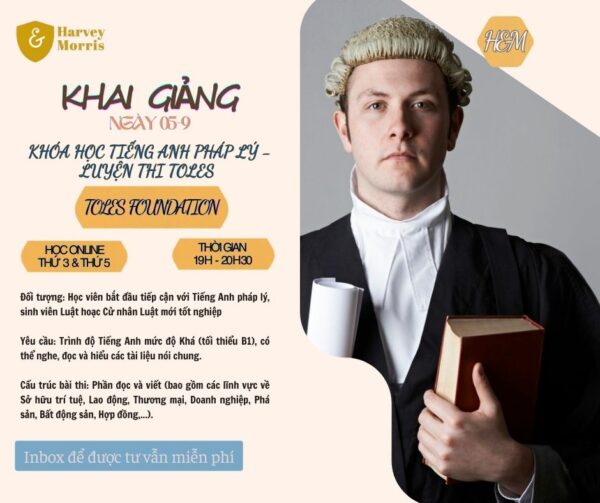 & Harvey
Morris
H&M
KHAI GIẢNG
NGÀY 05-9
KHÓA HỌC TIẾNG ANH PHÁP LÝ –
LUYỆN THI TOLES
TOLES FOUNDATION
HỌC ONLINE
THỨ 3 & THỨ 5
THỜI GIAN
19H - 20H30
Đối tượng: Học viên bắt đầu tiếp cận với Tiếng Anh pháp lý,
sinh viên Luật hoạc Cử nhân Luật mới tốt nghiệp
Yêu cầu: Trình độ Tiếng Anh mức độ Khá (tối thiểu B1), có
thể nghe, đọc và hiểu các tài liệu nói chung.
Cấu trúc bài thi: Phần đọc và viết (bao gồm các lĩnh vực về
Sở hữu trí tuệ, Lao động, Thương mại, Doanh nghiệp, Phá
sản, Bất động sản, Hợp đồng,...).
Inbox để được tư vấn miễn phí